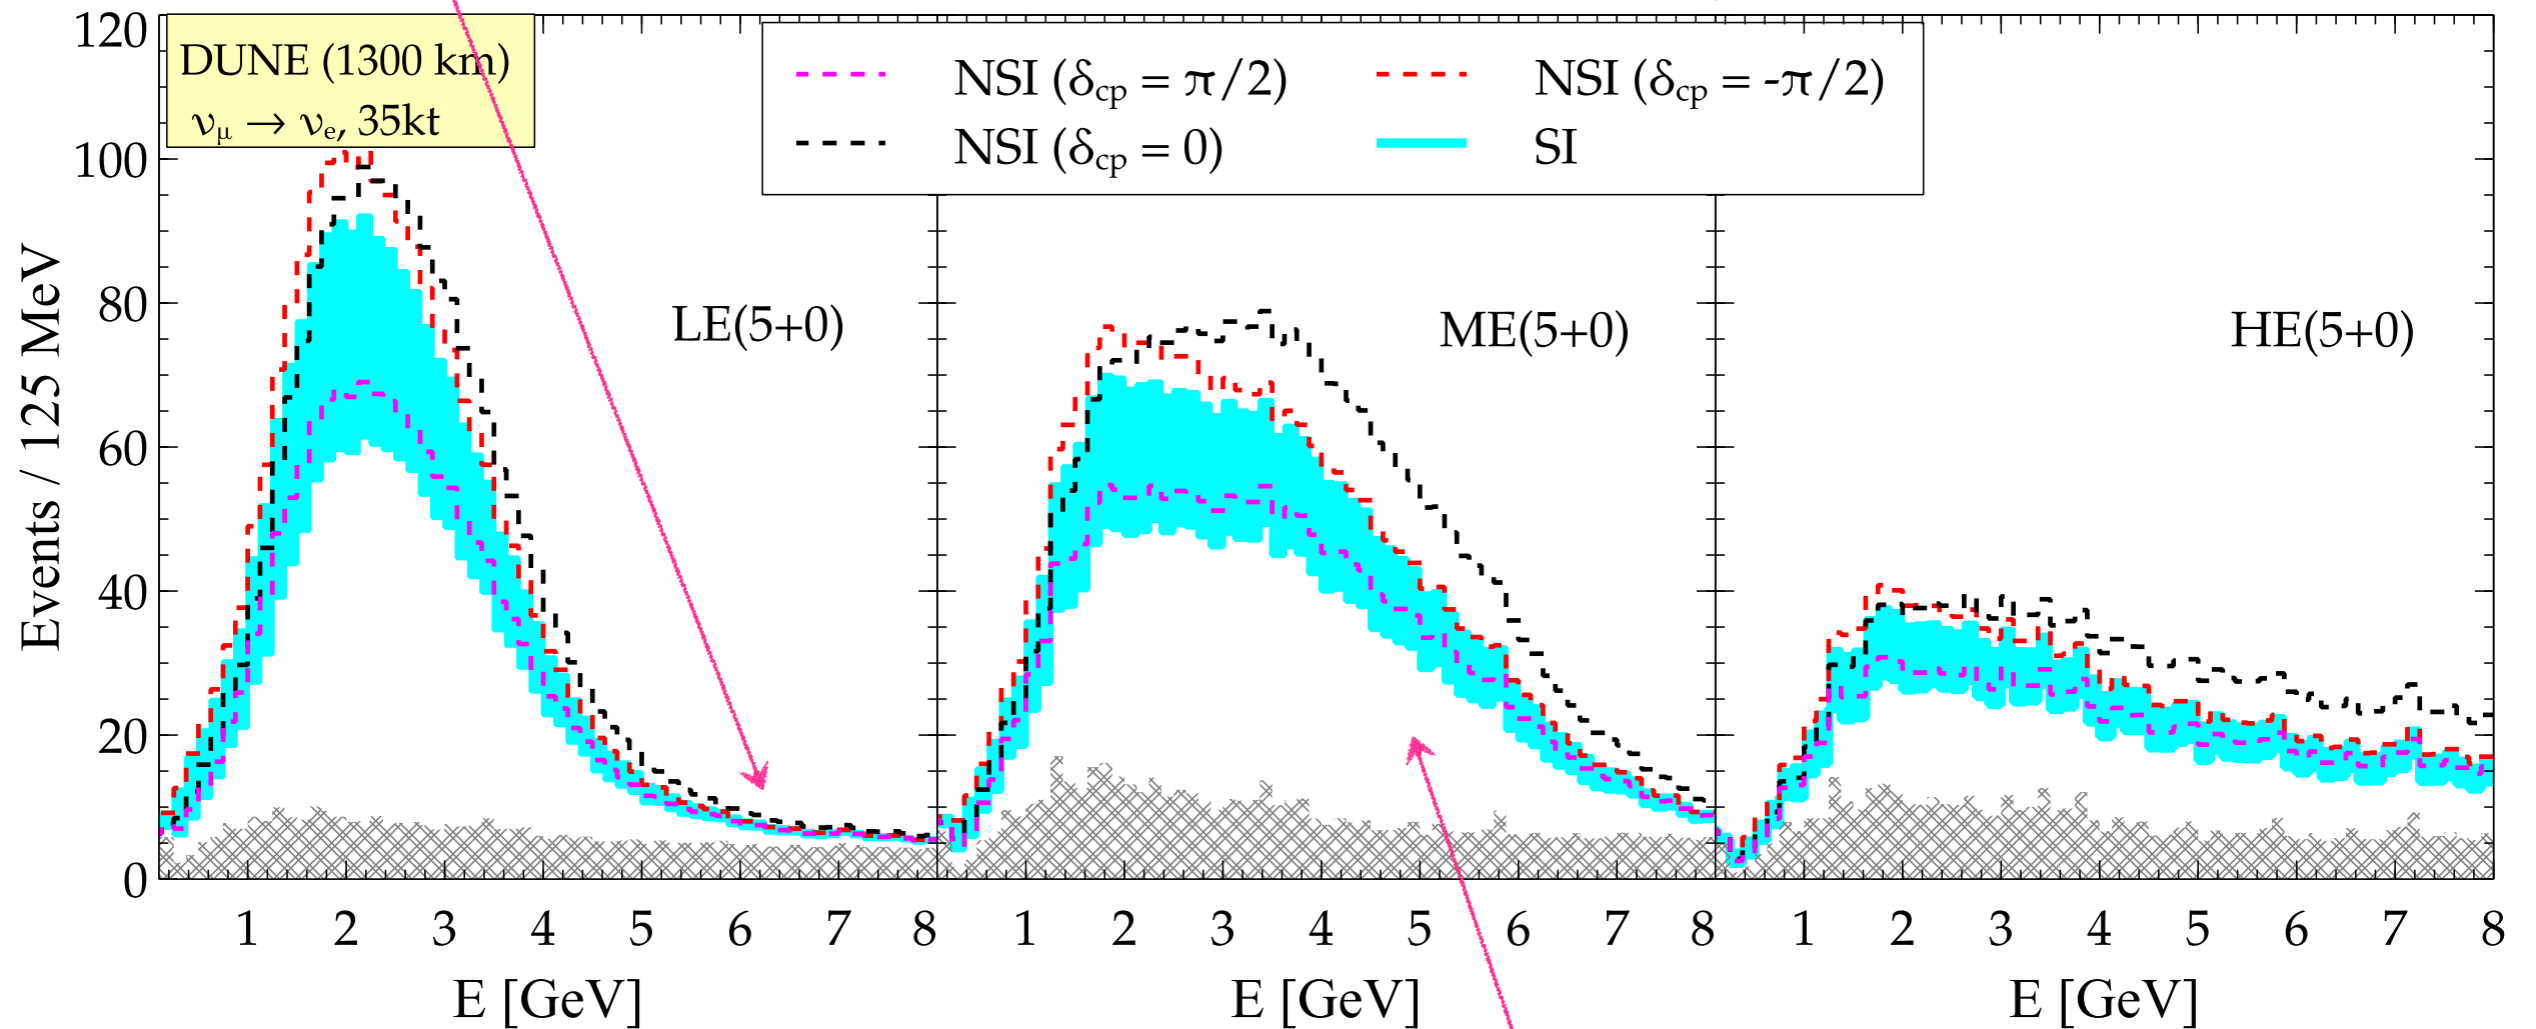 DUNE (1300 km)
νμ → νe, 35kt
NSI (δcp = π/2)
NSI (δcp = -π/2)
NSI (δcp = 0)
SI
LE(5+0)
ME(5+0)
HE(5+0)
Events / 125 MeV
120
100
80
60
40
20
0
1 2 3 4 5 6 7 8
1 2 3 4 5 6 7 8
1 2 3 4 5 6 7 8
E [GeV]
E [GeV]
E [GeV]